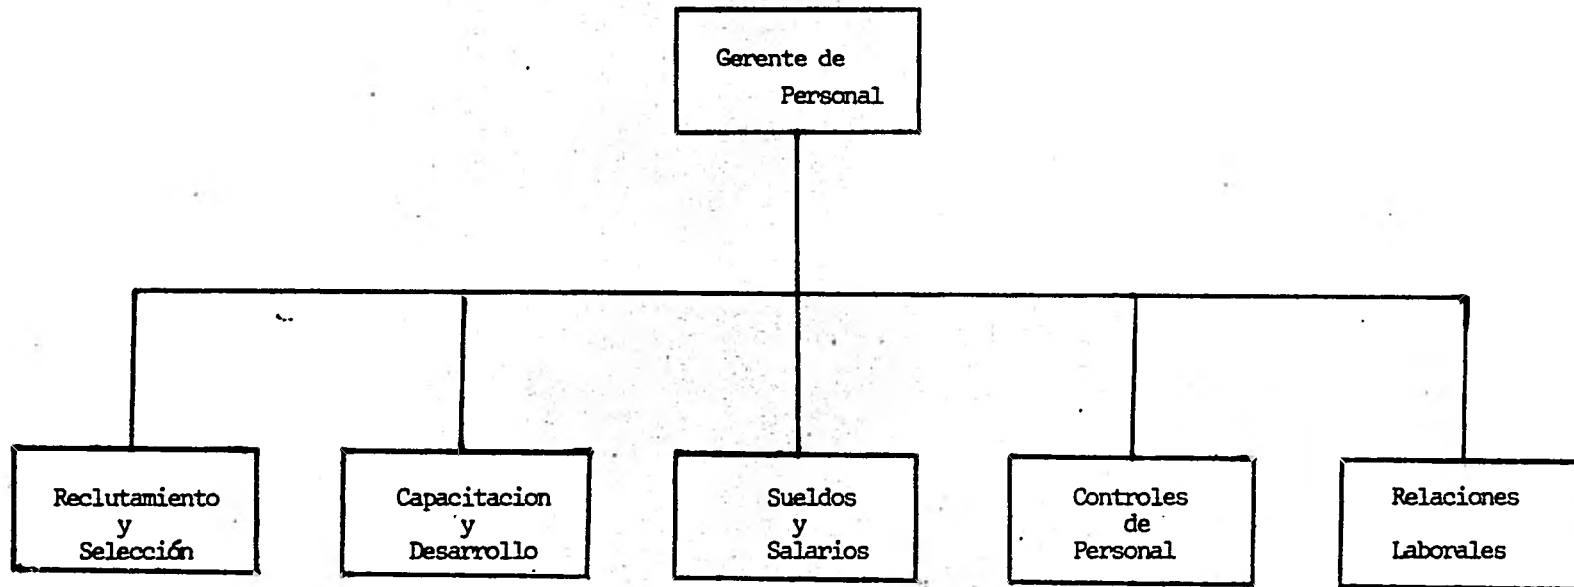 Gerente de
Personal
Reclutamiento
y
Selección
Capacitacion
y
Desarrollo
Sueldos
y
Salarios
Controles
de
Personal
Relaciones
Laborales